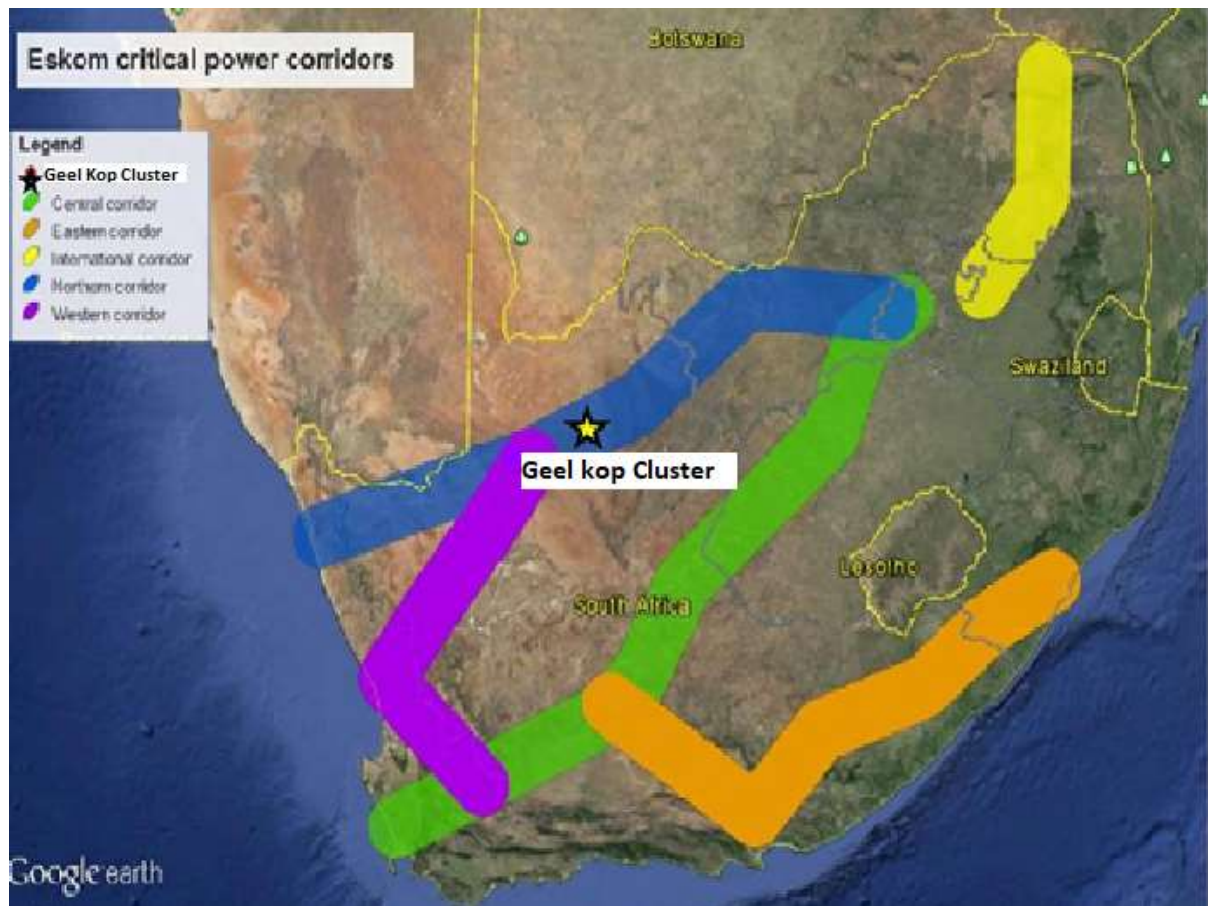 Eskom critical power corridors
Botswana
Legend
Geel Kop Cluster
Central corridor
Eastern corridor
International corridor
Northern corridor
Western corridor
Swaziland
Geel kop Cluster
Lesotho
South Africa
Google earth